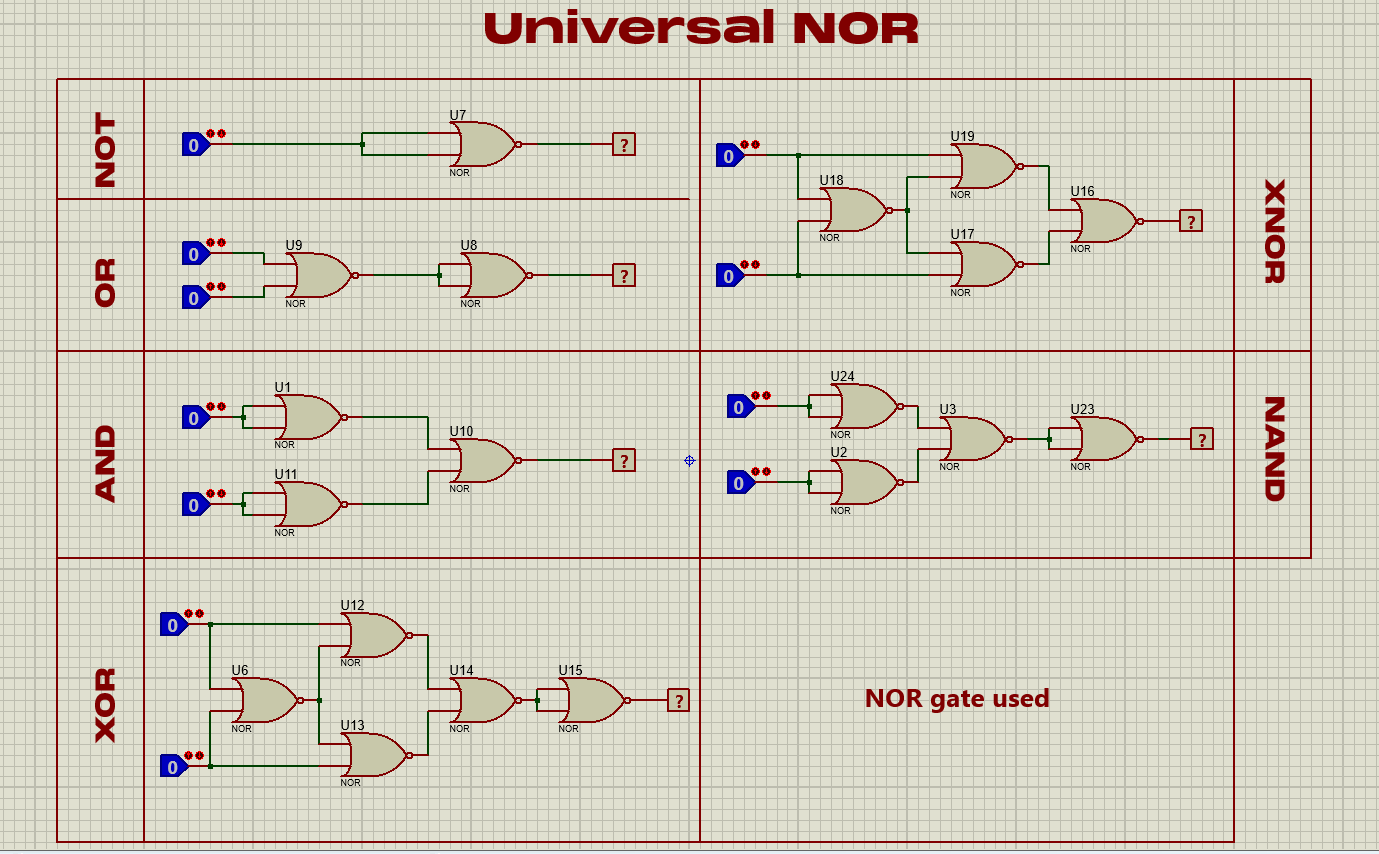 Universal NOR
NOT
0
U7
NOR
?
OR
0
0
U9
NOR
U8
NOR
?
AND
0
0
U1
NOR
U11
NOR
U10
NOR
?
XOR
0
0
U6
NOR
U12
NOR
U13
NOR
U14
NOR
U15
NOR
?
0
0
U18
NOR
U19
NOR
U17
NOR
U16
NOR
?
XNOR
0
0
U24
NOR
U2
NOR
U3
NOR
U23
NOR
?
NAND
NOR gate used